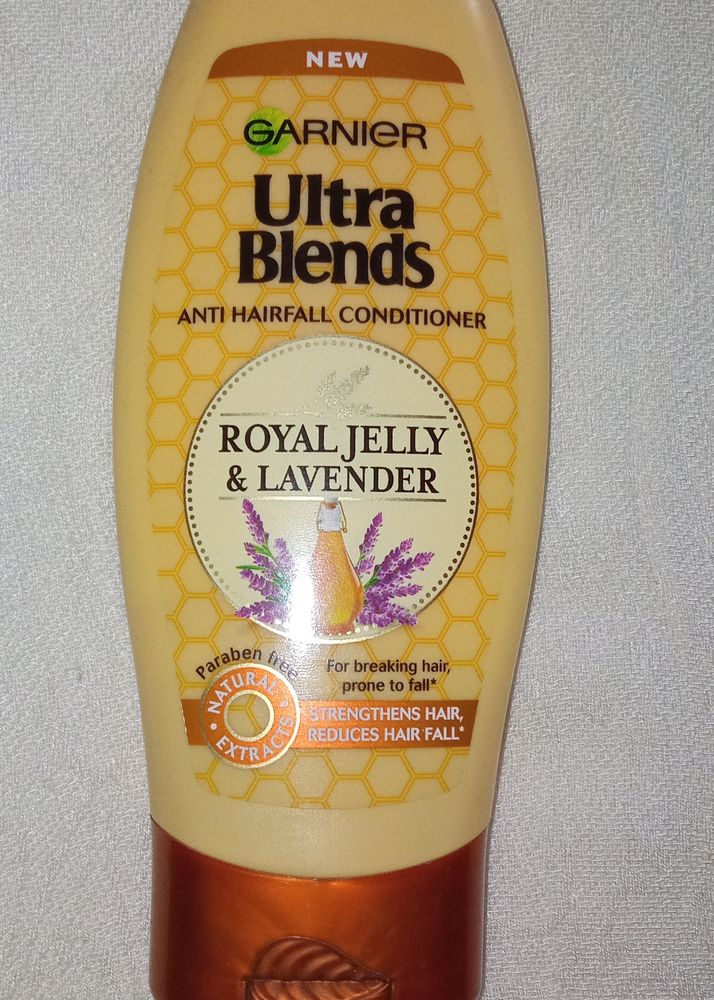 NEW
GARNIER
Ultra
Blends
ANTI HAIRFALL CONDITIONER
ROYAL JELLY
& LAVENDER
Paraben free
NATURAL
EXTRACTS
For breaking hair,
prone to fall*
STRENGTHENS HAIR,
REDUCES HAIR FALL*